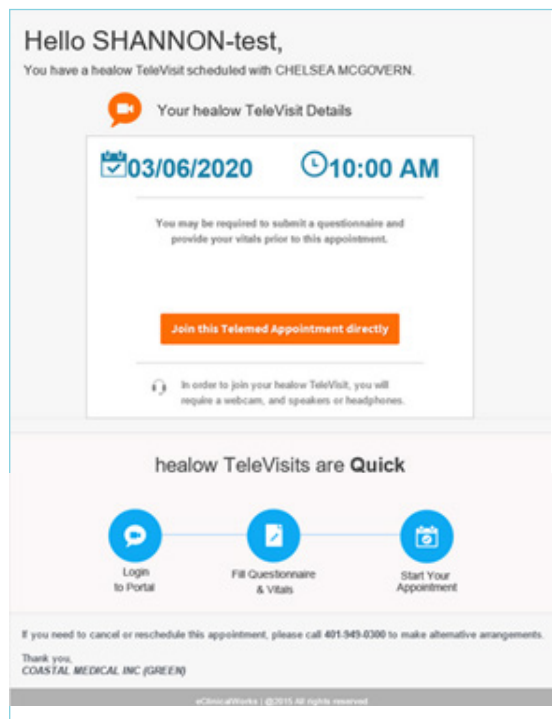 Hello SHANNON-test,
You have a healow TeleVisit scheduled with CHELSEA MCGOVERN.
Your healow TeleVisit Details
03/06/2020 10:00 AM
You may be required to submit a questionnaire and
provide your vitals prior to this appointment.
Join this Telemed Appointment directly
In order to join your healow TeleVisit, you will
require a webcam, and speakers or headphones.
healow TeleVisits are Quick
Login
to Portal
Fill Questionnaire
& Vitals
Start Your
Appointment
If you need to cancel or reschedule this appointment, please call 401-949-0300 to make alternative arrangements.
Thank you,
COASTAL MEDICAL INC (GREEN)
eClinicalWorks | @2015 All rights reserved